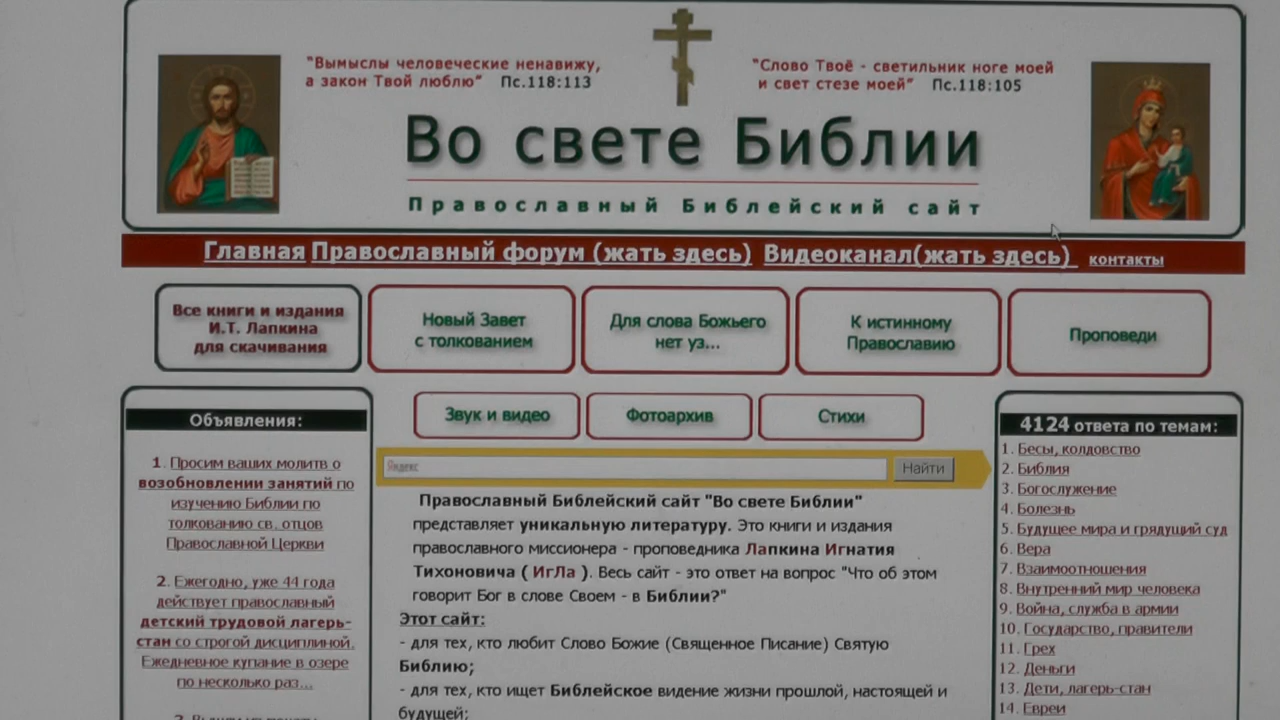 "Вымыслы человеческие ненавижу,
а закон Твой люблю" Пс.118:113
"Слово Твоё - светильник ноге моей
и свет стезе моей" Пс.118:105
Во свете Библии
Православный Библейский сайт
Главная Православный форум (жать здесь) Видеоканал(жать здесь) контакты
Все книги и издания
И.Т. Лапкина
для скачивания
Новый Завет
с толкованием
Для слова Божьего
нет уз...
К истинному
Православию
Проповеди
Объявления:
1. Просим ваших молитв о
возобновлении занятий по
изучению Библии по
толкованию св. отцов
Православной Церкви
2. Ежегодно, уже 44 года
действует православный
детский трудовой лагерь-
стан со строгой дисциплиной.
Ежедневное купание в озере
по несколько раз...
Звук и видео
Фотоархив
Стихи
Яндекс
Найти
Православный Библейский сайт "Во свете Библии"
представляет уникальную литературу. Это книги и издания
православного миссионера - проповедника Лапкина Игнатия
Тихоновича ( ИгЛа ). Весь сайт - это ответ на вопрос "Что об этом
говорит Бог в слове Своем - в Библии?"
Этот сайт:
- для тех, кто любит Слово Божие (Священное Писание) Святую
Библию;
- для тех, кто ищет Библейское видение жизни прошлой, настоящей и
будущей;
4124 ответа по темам:
1. Бесы, колдовство
2. Библия
3. Богослужение
4. Болезнь
5. Будущее мира и грядущий суд
6. Вера
7. Взаимоотношения
8. Внутренний мир человека
9. Война, служба в армии
10. Государство, правители
11. Грех
12. Деньги
13. Дети, лагерь-стан
14. Евреи